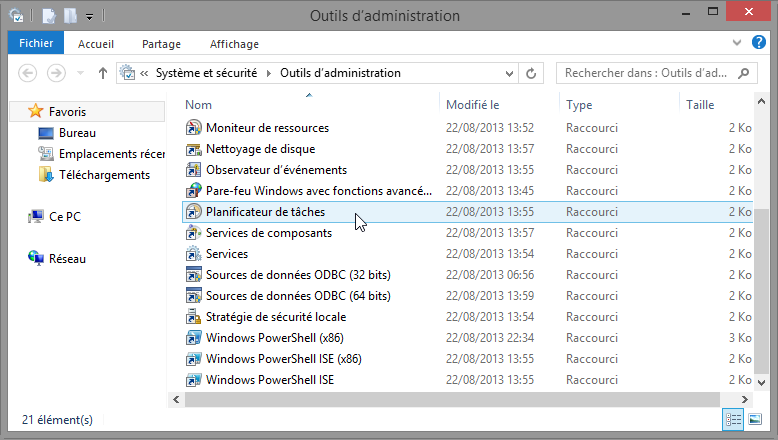 Outils d'administration
Fichier Accueil Partage Affichage
« Système et sécurité Outils d'administration Rechercher dans : Outils d'ad...
Nom Modifié le Type Taille
Favoris
Bureau
Emplacements récen
Téléchargements
Ce PC
Réseau
Moniteur de ressources 22/08/2013 13:52 Raccourci 2 Ko
Nettoyage de disque 22/08/2013 13:57 Raccourci 2 Ko
Observateur d'événements 22/08/2013 13:55 Raccourci 2 Ko
Pare-feu Windows avec fonctions avancé... 22/08/2013 13:45 Raccourci 2 Ko
Planificateur de tâches 22/08/2013 13:55 Raccourci 2 Ko
Services de composants 22/08/2013 13:57 Raccourci 2 Ko
Services 22/08/2013 13:54 Raccourci 2 Ko
Sources de données ODBC (32 bits) 22/08/2013 06:56 Raccourci 2 Ko
Sources de données ODBC (64 bits) 22/08/2013 13:59 Raccourci 2 Ko
Stratégie de sécurité locale 22/08/2013 13:54 Raccourci 2 Ko
Windows PowerShell (x86) 22/08/2013 22:34 Raccourci 3 Ko
Windows PowerShell ISE (x86) 22/08/2013 13:55 Raccourci 2 Ko
Windows PowerShell ISE 22/08/2013 13:55 Raccourci 2 Ko
21 élément(s)